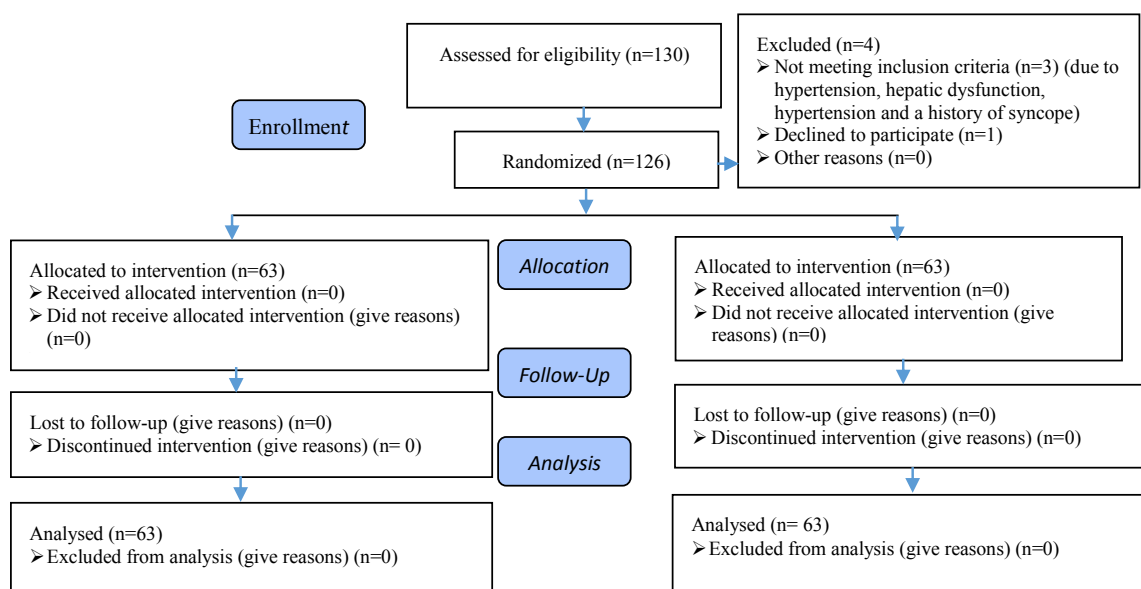 Assessed for eligibility (n=130)
Excluded (n=4)
➢ Not meeting inclusion criteria (n=3) (due to
hypertension, hepatic dysfunction,
hypertension and a history of syncope)
➢ Declined to participate (n=1)
➢ Other reasons (n=0)
Enrollment
Randomized (n=126)
Allocated to intervention (n=63)
➢ Received allocated intervention (n=0)
➢ Did not receive allocated intervention (give reasons)
(n=0)
Allocation
Allocated to intervention (n=63)
➢ Received allocated intervention (n=0)
➢ Did not receive allocated intervention (give
reasons) (n=0)
Follow-Up
Lost to follow-up (give reasons) (n=0)
➢ Discontinued intervention (give reasons) (n= 0)
Lost to follow-up (give reasons) (n=0)
➢ Discontinued intervention (give reasons) (n=0)
Analysis
Analysed (n=63)
➢ Excluded from analysis (give reasons) (n=0)
Analysed (n= 63)
➢ Excluded from analysis (give reasons) (n=0)